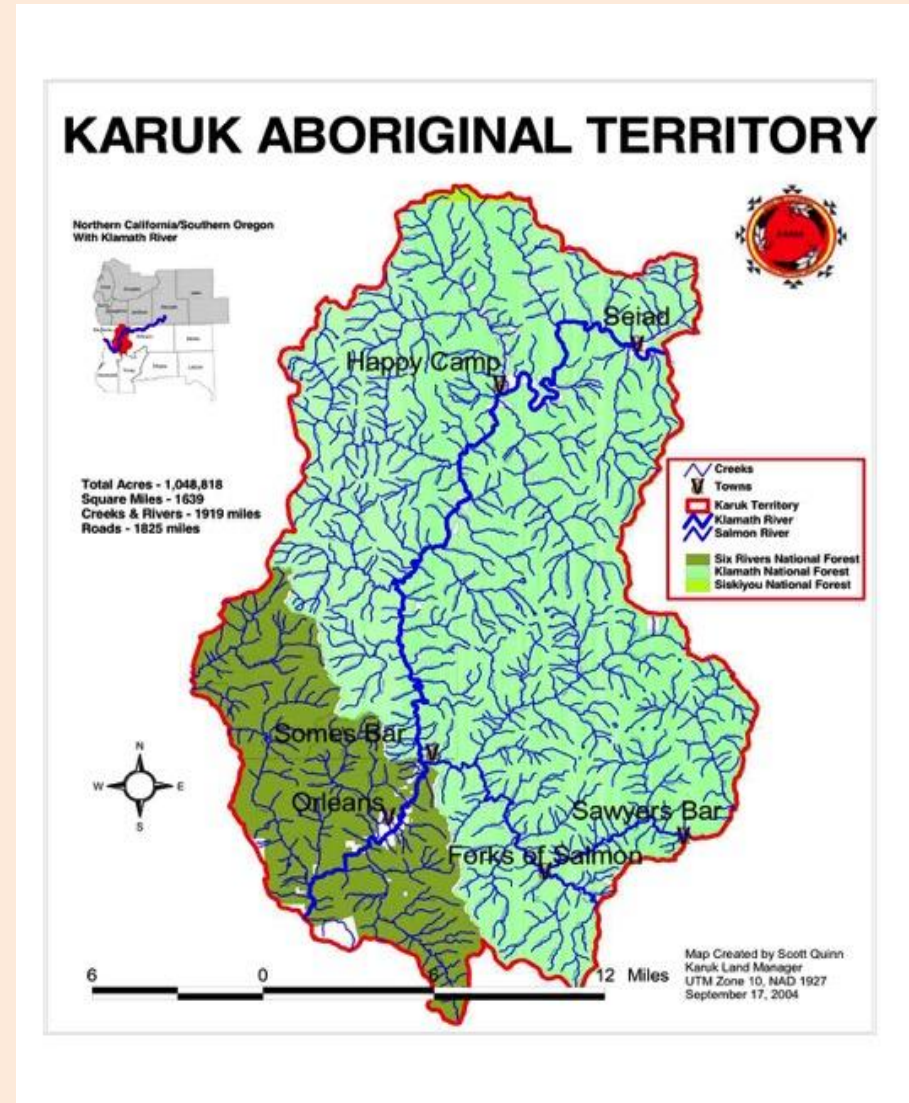 KARUK ABORIGINAL TERRITORY
Northern California/Southern Oregon
With Klamath River
Total Acres - 1,048,818
Square Miles - 1639
Creeks & Rivers - 1919 miles
Roads - 1825 miles
Seiad
Happy Camp
Creeks
Towns
Karuk Territory
Klamath River
Salmon River
Six Rivers National Forest
Klamath National Forest
Siskiyou National Forest
Somes Bar
Orleans
Sawyers Bar
Forks of Salmon
N
W E
S
6 0 6 12 Miles
Map Created by Scott Quinn
Karuk Land Manager
UTM Zone 10, NAD 1927
September 17, 2004